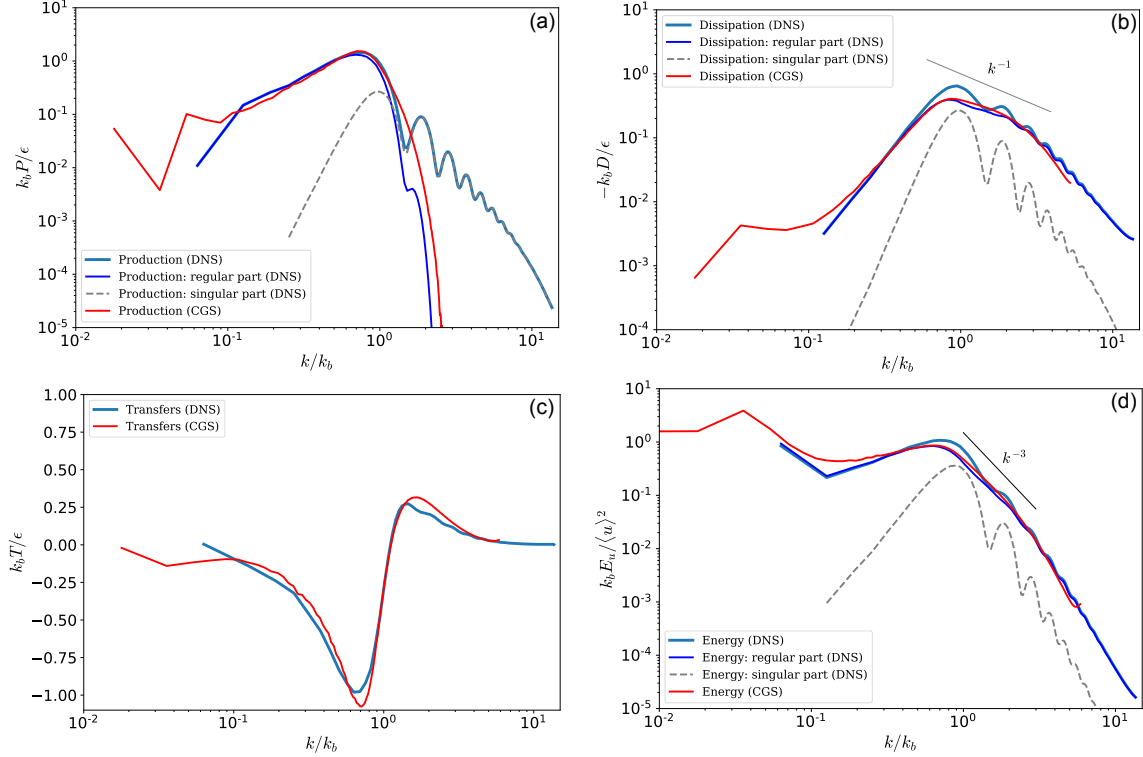 (a)
10^1
10^0
10^-1
10^-2
10^-3
10^-4
10^-5
k_b P/ϵ
Production (DNS)
Production: regular part (DNS)
Production: singular part (DNS)
Production (CGS)
10^-2
10^-1
10^0
10^1
k/k_b
(b)
10^1
10^0
10^-1
10^-2
10^-3
10^-4
−k_b D/ϵ
Dissipation (DNS)
Dissipation: regular part (DNS)
Dissipation: singular part (DNS)
Dissipation (CGS)
k^-1
10^-2
10^-1
10^0
10^1
k/k_b
(c)
1.00
0.75
0.50
0.25
0.00
−0.25
−0.50
−0.75
−1.00
k_b T/ϵ
Transfers (DNS)
Transfers (CGS)
10^-2
10^-1
10^0
10^1
k/k_b
(d)
10^1
10^0
10^-1
10^-2
10^-3
10^-4
10^-5
k_b E_u/⟨u⟩^2
k^-3
Energy (DNS)
Energy: regular part (DNS)
Energy: singular part (DNS)
Energy (CGS)
10^-2
10^-1
10^0
10^1
k/k_b